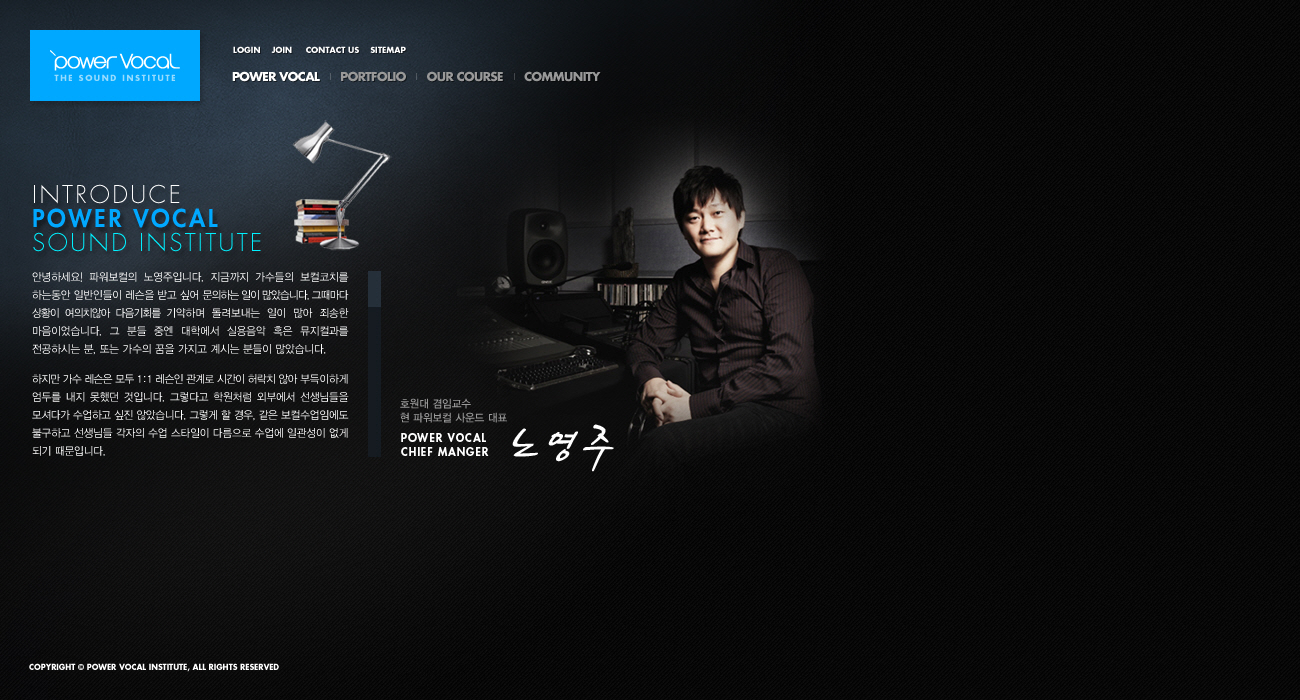 power Vocal
THE SOUND INSTITUTE
LOGIN JOIN CONTACT US SITEMAP
POWER VOCAL PORTFOLIO OUR COURSE COMMUNITY
INTRODUCE
POWER VOCAL
SOUND INSTITUTE
안녕하세요! 파워보컬의 노영주입니다. 지금까지 가수들의 보컬코치를
하는동안 일반인들이 레슨을 받고 싶어 문의하는 일이 많았습니다. 그때마다
상황이 여의치않아 다음기회를 기약하며 돌려보내는 일이 많아 죄송한
마음이었습니다. 그 분들 중엔 대학에서 실용음악 혹은 뮤지컬과를
전공하시는 분, 또는 가수의 꿈을 가지고 계시는 분들이 많았습니다.
하지만 가수 레슨은 모두 1:1 레슨인 관계로 시간이 허락치 않아 부득이하게
엄두를 내지 못했던 것입니다. 그렇다고 학원처럼 외부에서 선생님들을
모셔다가 수업하고 싶진 않았습니다. 그렇게 할 경우, 같은 보컬수업임에도
불구하고 선생님들 각자의 수업 스타일이 다름으로 수업에 일관성이 없게
되기 때문입니다.
호원대 겸임교수
현 파워보컬 사운드 대표
POWER VOCAL
CHIEF MANGER
노영주
COPYRIGHT © POWER VOCAL INSTITUTE, ALL RIGHTS RESERVED